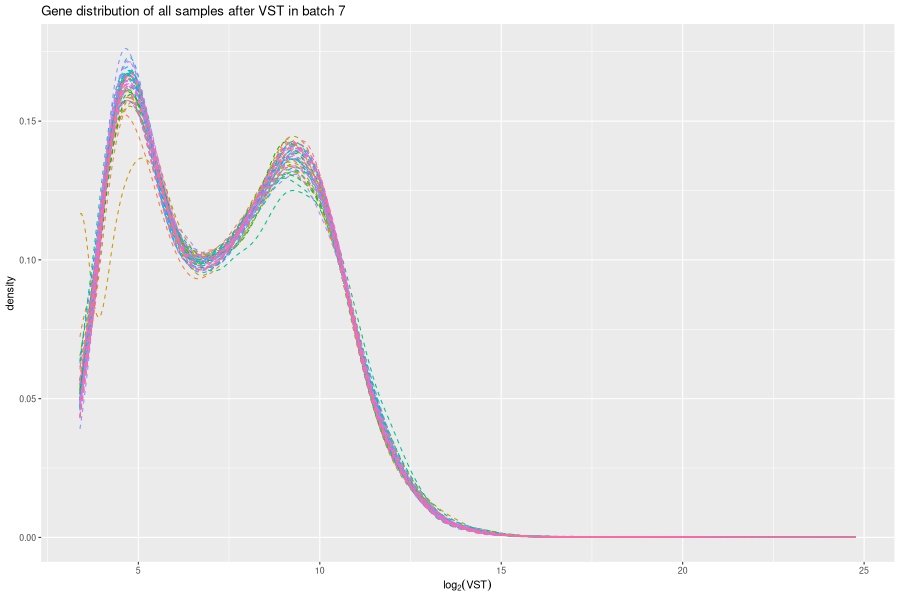 Gene distribution of all samples after VST in batch 7
density
0.15
0.10
0.05
0.00
5 10 15 20 25
log₂(VST)